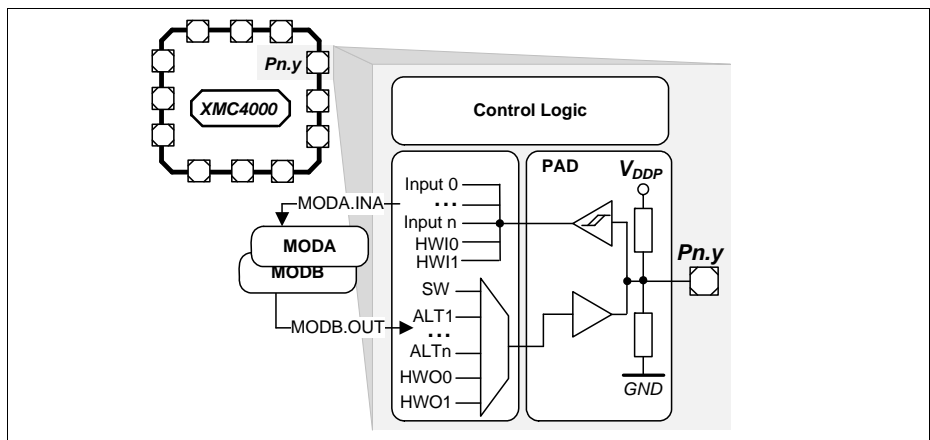 Pn.y
XMC4000
Control Logic
PAD
VDDP
Input 0
...
Input n
HWI0
HWI1
MODA.INA
MODA
MODB
MODB.OUT
SW
ALT1
...
ALTn
HWO0
HWO1
Pn.y
GND